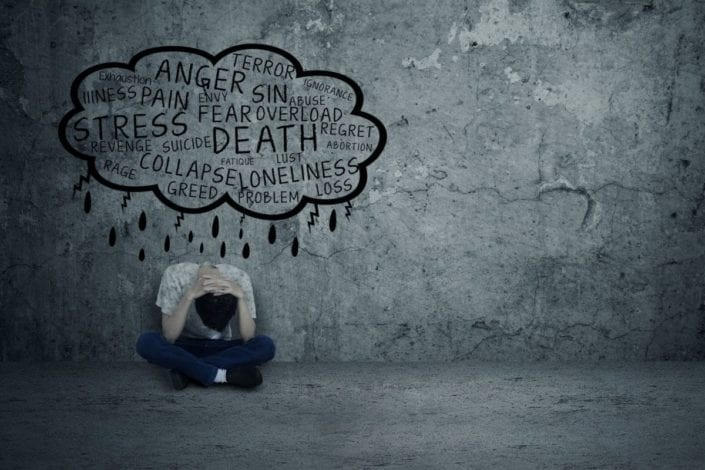 TERROR
Exhaustion ANGER IGNORANCE
IllNESS PAIN ENVY SIN ABUSE
STRESS FEAR OVERLOAD
DEATH REGRET
REVENGE SUICIDE ABORTION
FATIQUE LUST
RAGE COLLAPSE LONELINESS
GREED PROBLEM LOSS